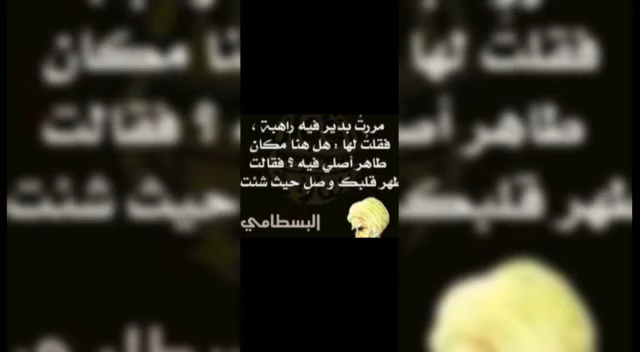 مررتُ بدير فيه راهبة ،
فقلتُ لها : هل هنا مكان
طاهر أصلي فيه ؟ فقالت
طهر قلبك وصل حيث شئت
البسطامي